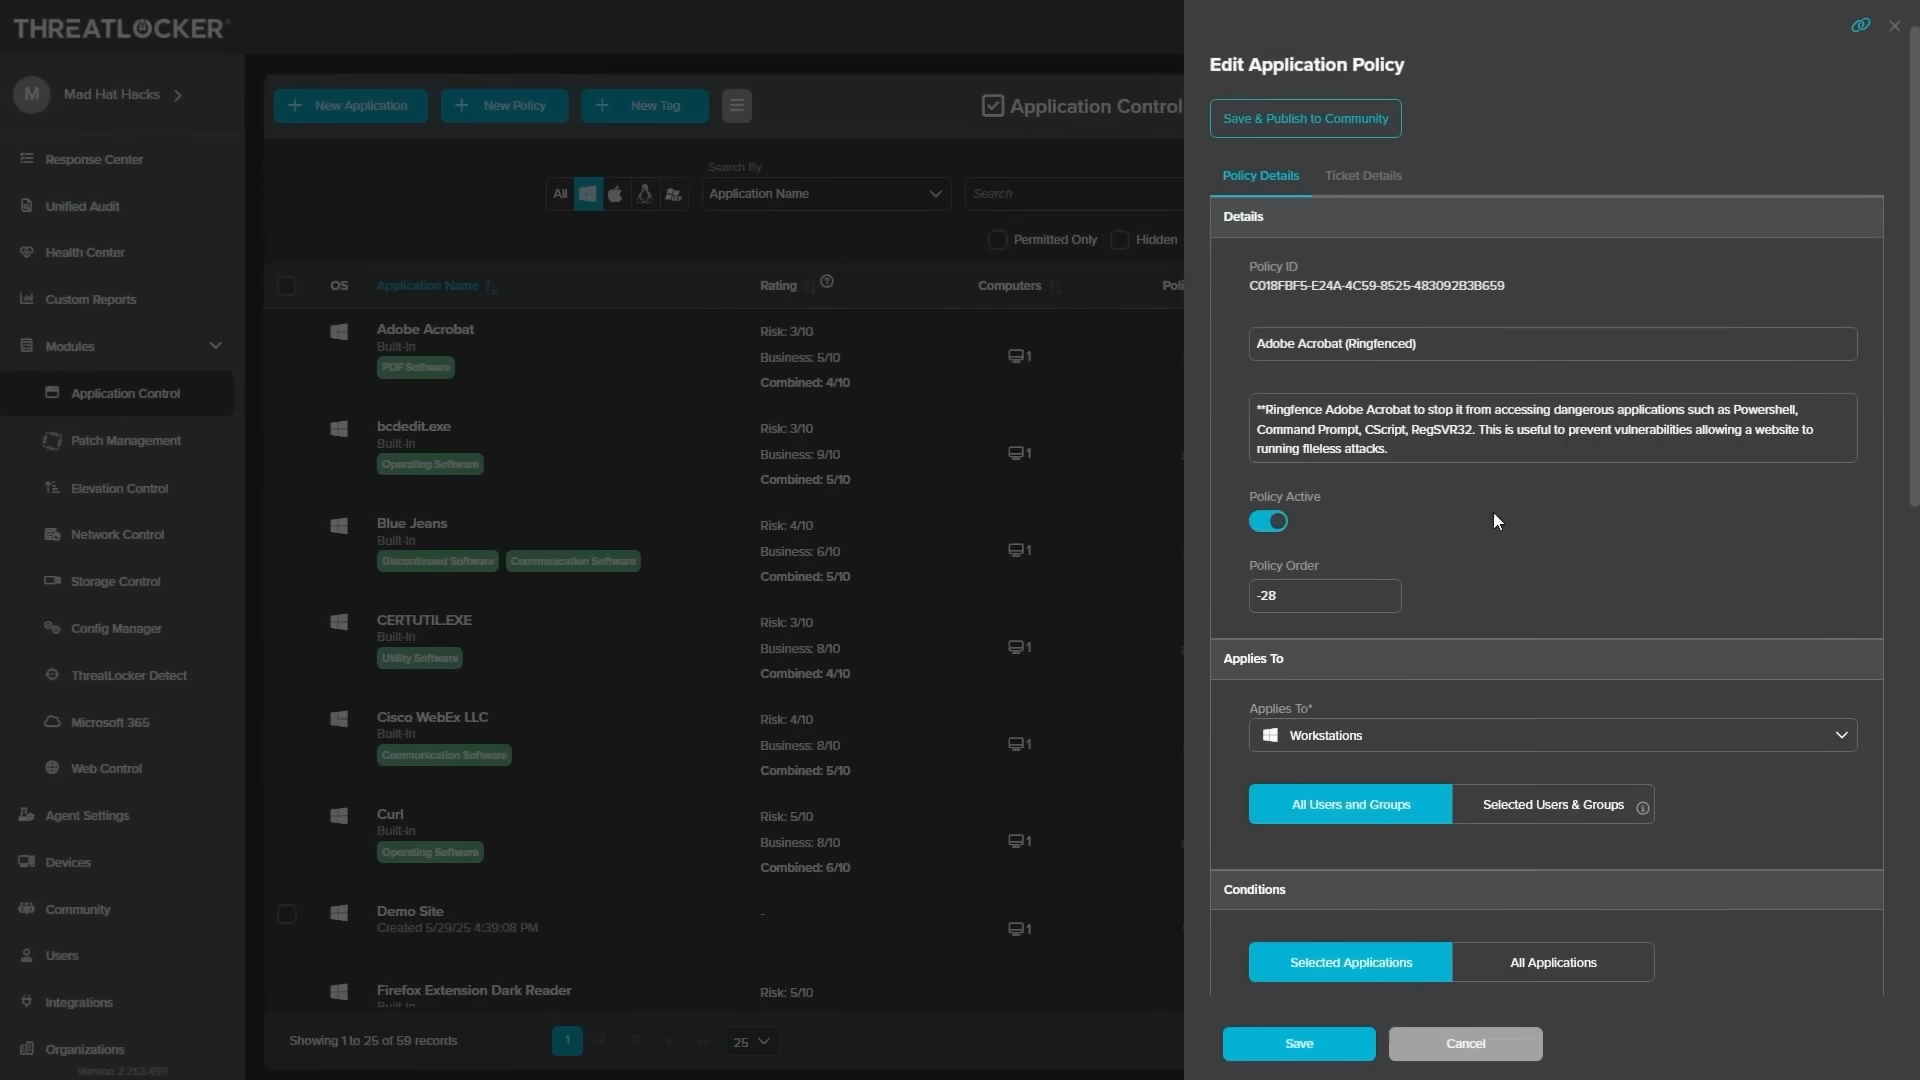 THREATLOCKER
M
Mad Hat Hacks
Response Center
Unified Audit
Health Center
Custom Reports
Modules
Application Control
Patch Management
Elevation Control
Network Control
Storage Control
Config Manager
ThreatLocker Detect
Microsoft 365
Web Control
Agent Settings
Devices
Community
Users
Integrations
Organizations
Version 2.21.3.459
New Application
New Policy
New Tag
Application Control
Search By
All
Application Name
Search
Permitted Only
Hidden
OS
Application Name
Rating
Computers
Poli
Adobe Acrobat
Built-In
PDF Software
Risk: 3/10
Business: 5/10
Combined: 4/10
1
bcdedit.exe
Built-In
Operating Software
Risk: 3/10
Business: 9/10
Combined: 5/10
1
Blue Jeans
Built-In
Discontinued Software
Communication Software
Risk: 4/10
Business: 6/10
Combined: 5/10
1
CERTUTIL.EXE
Built-In
Utility Software
Risk: 3/10
Business: 8/10
Combined: 4/10
1
Cisco WebEx LLC
Built-In
Communication Software
Risk: 4/10
Business: 8/10
Combined: 5/10
1
Curl
Built-In
Operating Software
Risk: 5/10
Business: 8/10
Combined: 6/10
1
Demo Site
Created 5/29/25 4:39:08 PM
-
1
Firefox Extension Dark Reader
Built-In
Risk: 5/10
Showing 1 to 25 of 59 records
1
2
3
25
Edit Application Policy
Save & Publish to Community
Policy Details
Ticket Details
Details
Policy ID
C018FBF5-E24A-4C59-8525-483092B3B659
Adobe Acrobat (Ringfenced)
**Ringfence Adobe Acrobat to stop it from accessing dangerous applications such as Powershell,
Command Prompt, CScript, RegSVR32. This is useful to prevent vulnerabilities allowing a website to
running fileless attacks.
Policy Active
Policy Order
-28
Applies To
Applies To*
Workstations
All Users and Groups
Selected Users & Groups
Conditions
Selected Applications
All Applications
Save
Cancel